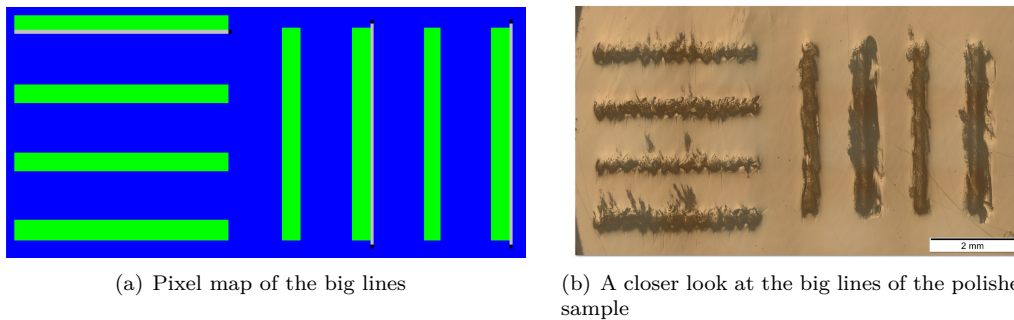 2 mm
(a) Pixel map of the big lines
(b) A closer look at the big lines of the polishe
sample